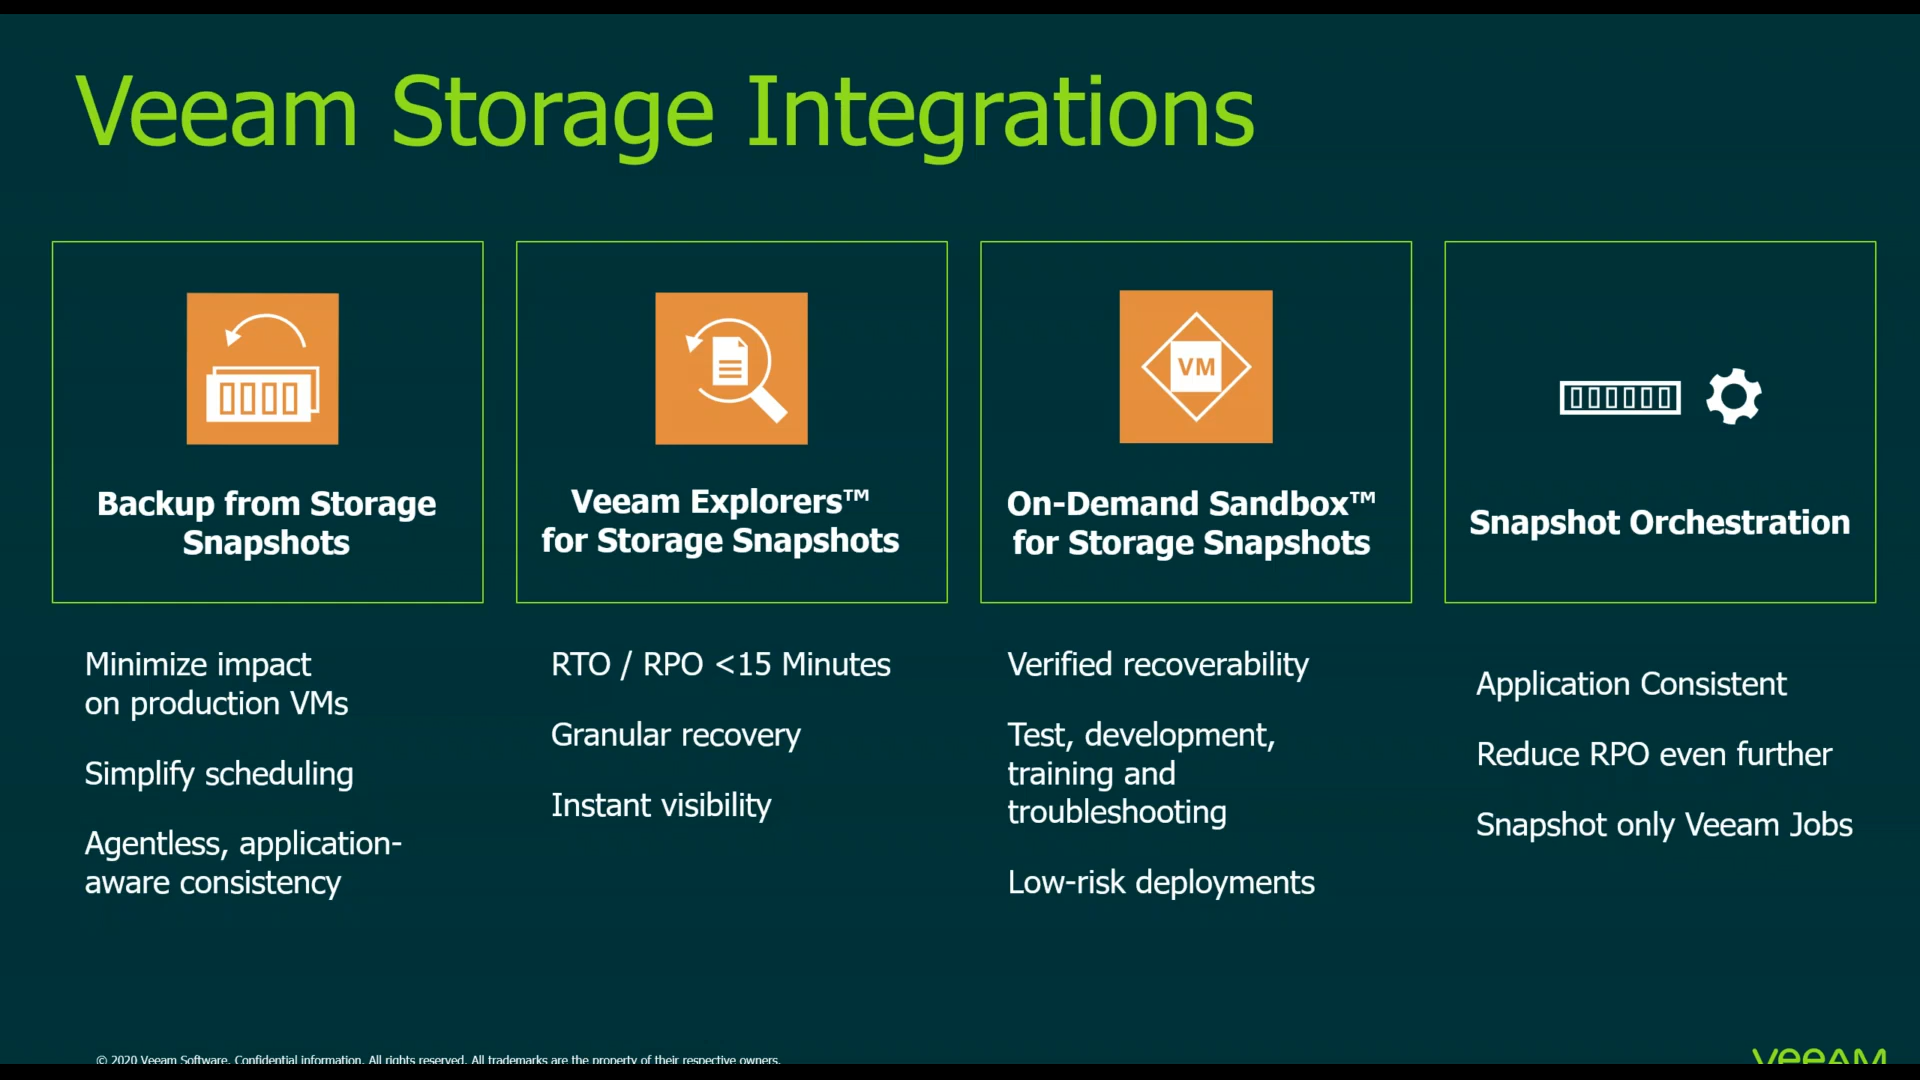 Veeam Storage Integrations
Backup from Storage
Snapshots
Minimize impact
on production VMs
Simplify scheduling
Agentless, application-
aware consistency
Veeam Explorers™
for Storage Snapshots
RTO / RPO <15 Minutes
Granular recovery
Instant visibility
VM
On-Demand Sandbox™
for Storage Snapshots
Verified recoverability
Test, development,
training and
troubleshooting
Low-risk deployments
Snapshot Orchestration
Application Consistent
Reduce RPO even further
Snapshot only Veeam Jobs
© 2020 Veeam Software. Confidential information. All rights reserved. All trademarks are the property of their respective owners.
veeAM